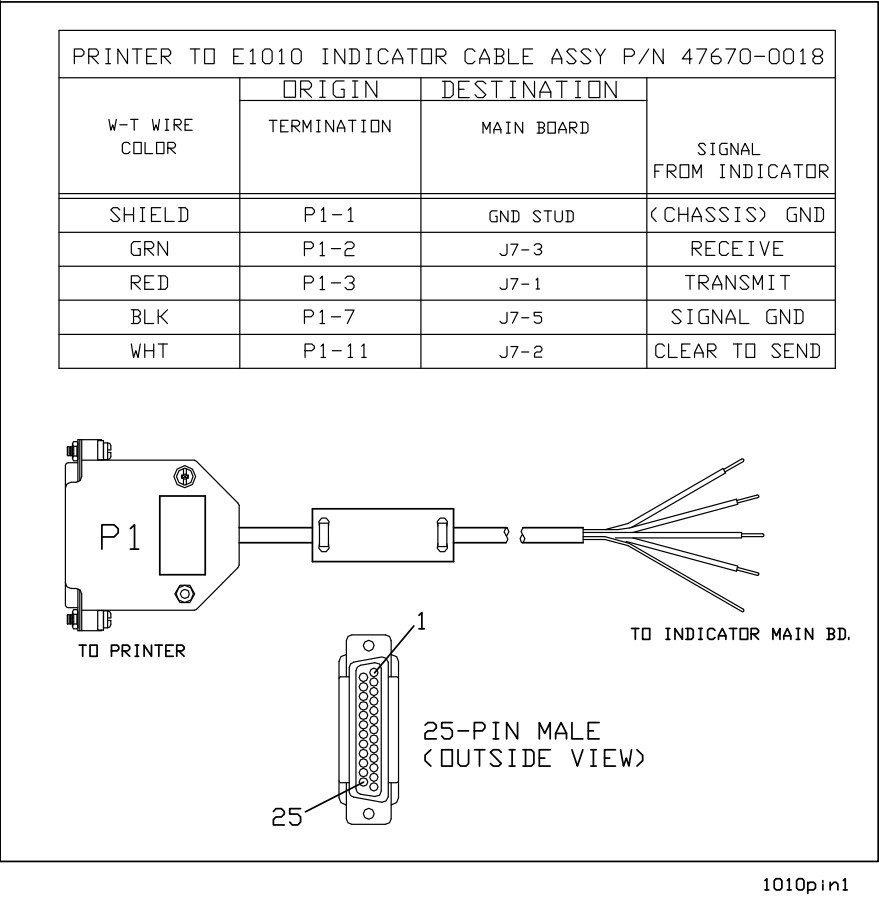 PRINTER TO E1010 INDICATOR CABLE ASSY P/N 47670-0018
ORIGIN DESTINATION
W-T WIRE
COLOR
TERMINATION
MAIN BOARD
SIGNAL
FROM INDICATOR
SHIELD P1-1 GND STUD (CHASSIS) GND
GRN P1-2 J7-3 RECEIVE
RED P1-3 J7-1 TRANSMIT
BLK P1-7 J7-5 SIGNAL GND
WHT P1-11 J7-2 CLEAR TO SEND
P1
TO PRINTER
TO INDICATOR MAIN BD.
1
25-PIN MALE
(OUTSIDE VIEW)
25
1010pin1